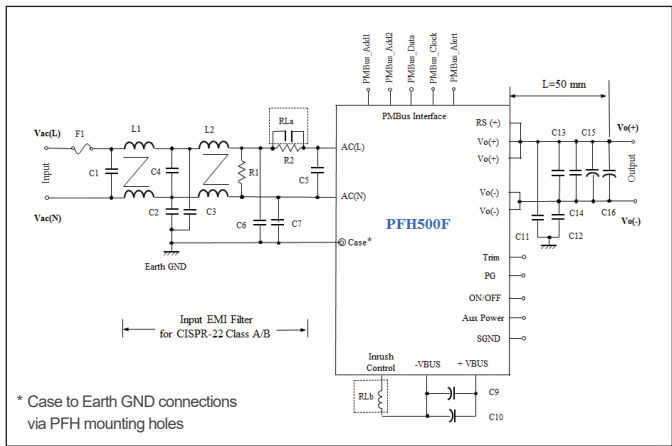 PMBus_Add1
PMBus_Add2
PMBus_Data
PMBus_Clock
PMBus_Alert
L=50 mm
PMBus Interface
RS (+)
Vo(+)
Vo(+)
Vo(-)
Vo(-)
Trim
PG
ON/OFF
Aux Power
SGND
AC(L)
AC(N)
PFH500F
Case*
Inrush
Control
-VBUS
+ VBUS
Vac(L)
F1
L1
L2
RLa
R2
Input
C1
C4
R1
C5
Vac(N)
C2
C3
C6
C7
Earth GND
C13
C15
Vo(+)
Output
C14
C16
Vo(-)
C11
C12
Input EMI Filter
for CISPR-22 Class A/B
RLb
C9
C10
* Case to Earth GND connections
via PFH mounting holes